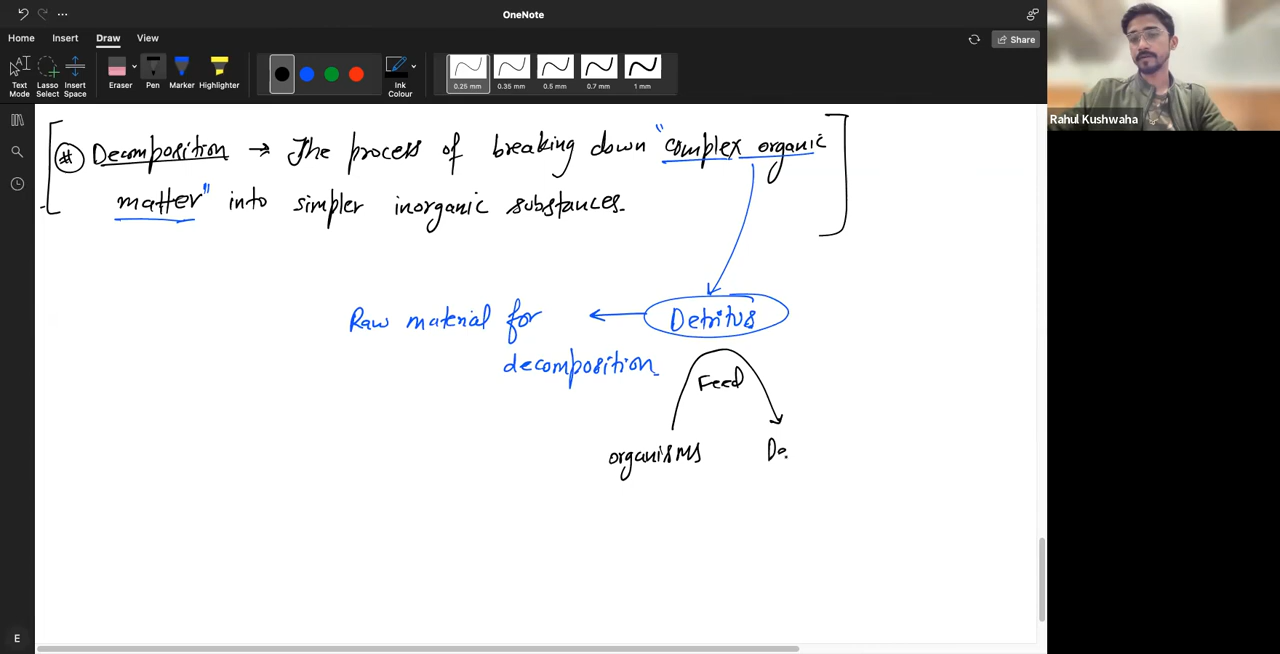 OneNote
Home Insert Draw View
Share
Text Mode
Lasso Select
Insert Space
Eraser
Pen
Marker
Highlighter
Ink Colour
0.25 mm
0.35 mm
0.5 mm
0.7 mm
1 mm
Rahul Kushwaha
# Decomposition → The process of breaking down "complex organic
matter" into simpler inorganic substances.
Raw material for ← Detritus
decomposition
Feed
organisms De
E